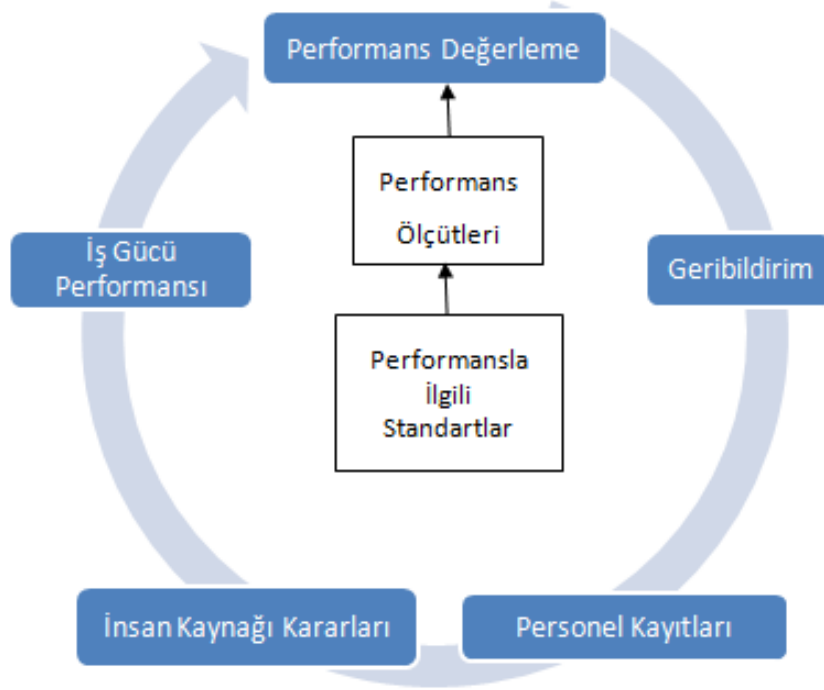 Performans Değerleme
Performans
Ölçütleri
İş Gücü
Performansı
Geribildirim
Performansla
İlgili
Standartlar
İnsan Kaynağı Kararları
Personel Kayıtları